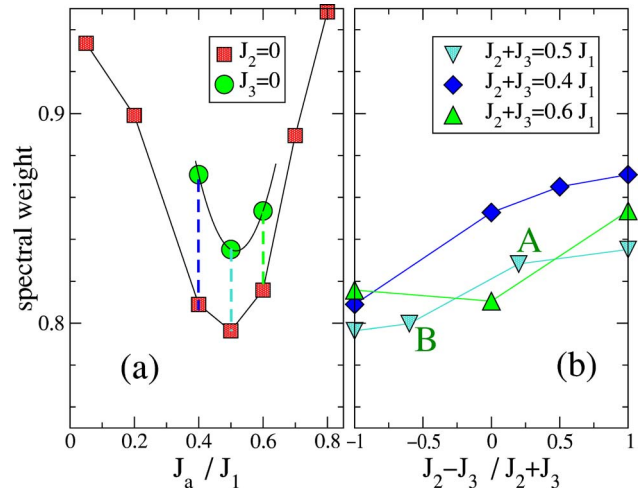 J₂=0
J₃=0
J₂+J₃=0.5 J₁
J₂+J₃=0.4 J₁
J₂+J₃=0.6 J₁
0.9
0.8
spectral weight
A
B
(a)
(b)
0 0.2 0.4 0.6 0.8
-1 -0.5 0 0.5 1
Jₐ / J₁
J₂−J₃ / J₂+J₃